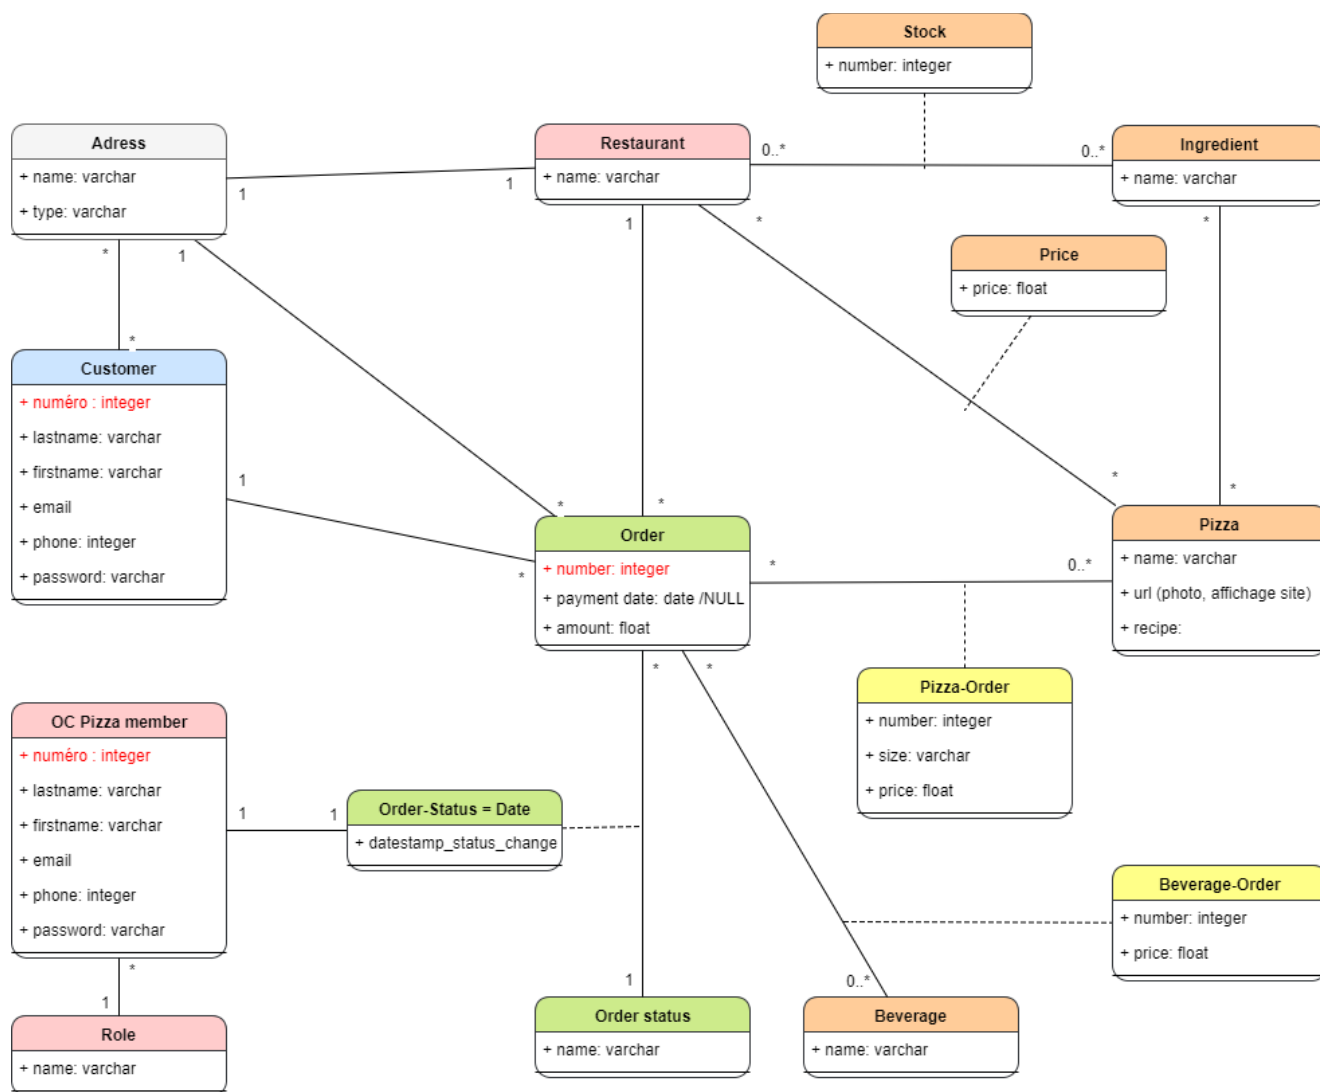 Stock
+ number: integer
Adress
+ name: varchar
+ type: varchar
Restaurant
+ name: varchar
Ingredient
+ name: varchar
0..*
0..*
1
1
1
*
*
*
1
Price
+ price: float
*
Customer
+ numéro : integer
+ lastname: varchar
+ firstname: varchar
+ email
+ phone: integer
+ password: varchar
1
*
*
*
*
*
Order
+ number: integer
+ payment date: date /NULL
+ amount: float
*
0..*
Pizza
+ name: varchar
+ url (photo, affichage site)
+ recipe:
*
*
Pizza-Order
+ number: integer
+ size: varchar
+ price: float
OC Pizza member
+ numéro : integer
+ lastname: varchar
+ firstname: varchar
+ email
+ phone: integer
+ password: varchar
1
1
Order-Status = Date
+ datestamp_status_change
Beverage-Order
+ number: integer
+ price: float
*
1
1
0..*
Role
+ name: varchar
Order status
+ name: varchar
Beverage
+ name: varchar